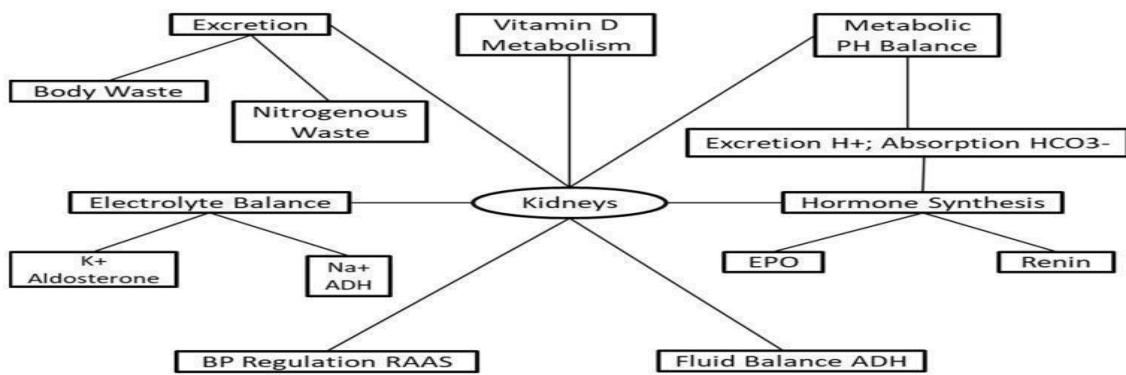 Excretion
Vitamin D
Metabolism
Metabolic
PH Balance
Body Waste
Nitrogenous
Waste
Excretion H+; Absorption HCO3-
Electrolyte Balance
Kidneys
Hormone Synthesis
K+
Aldosterone
Na+
ADH
EPO
Renin
BP Regulation RAAS
Fluid Balance ADH